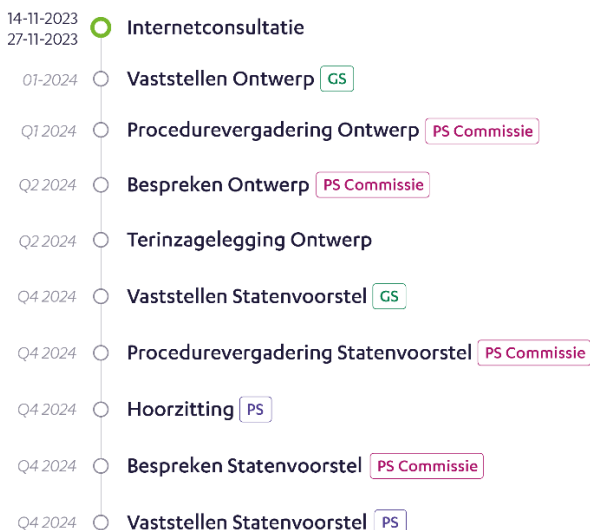 14-11-2023
27-11-2023
Internetconsultatie
01-2024 Vaststellen Ontwerp GS
Q1 2024 Procedurevergadering Ontwerp PS Commissie
Q2 2024 Bespreken Ontwerp PS Commissie
Q2 2024 Terinzagelegging Ontwerp
Q4 2024 Vaststellen Statenvoorstel GS
Q4 2024 Procedurevergadering Statenvoorstel PS Commissie
Q4 2024 Hoorzitting PS
Q4 2024 Bespreken Statenvoorstel PS Commissie
Q4 2024 Vaststellen Statenvoorstel PS